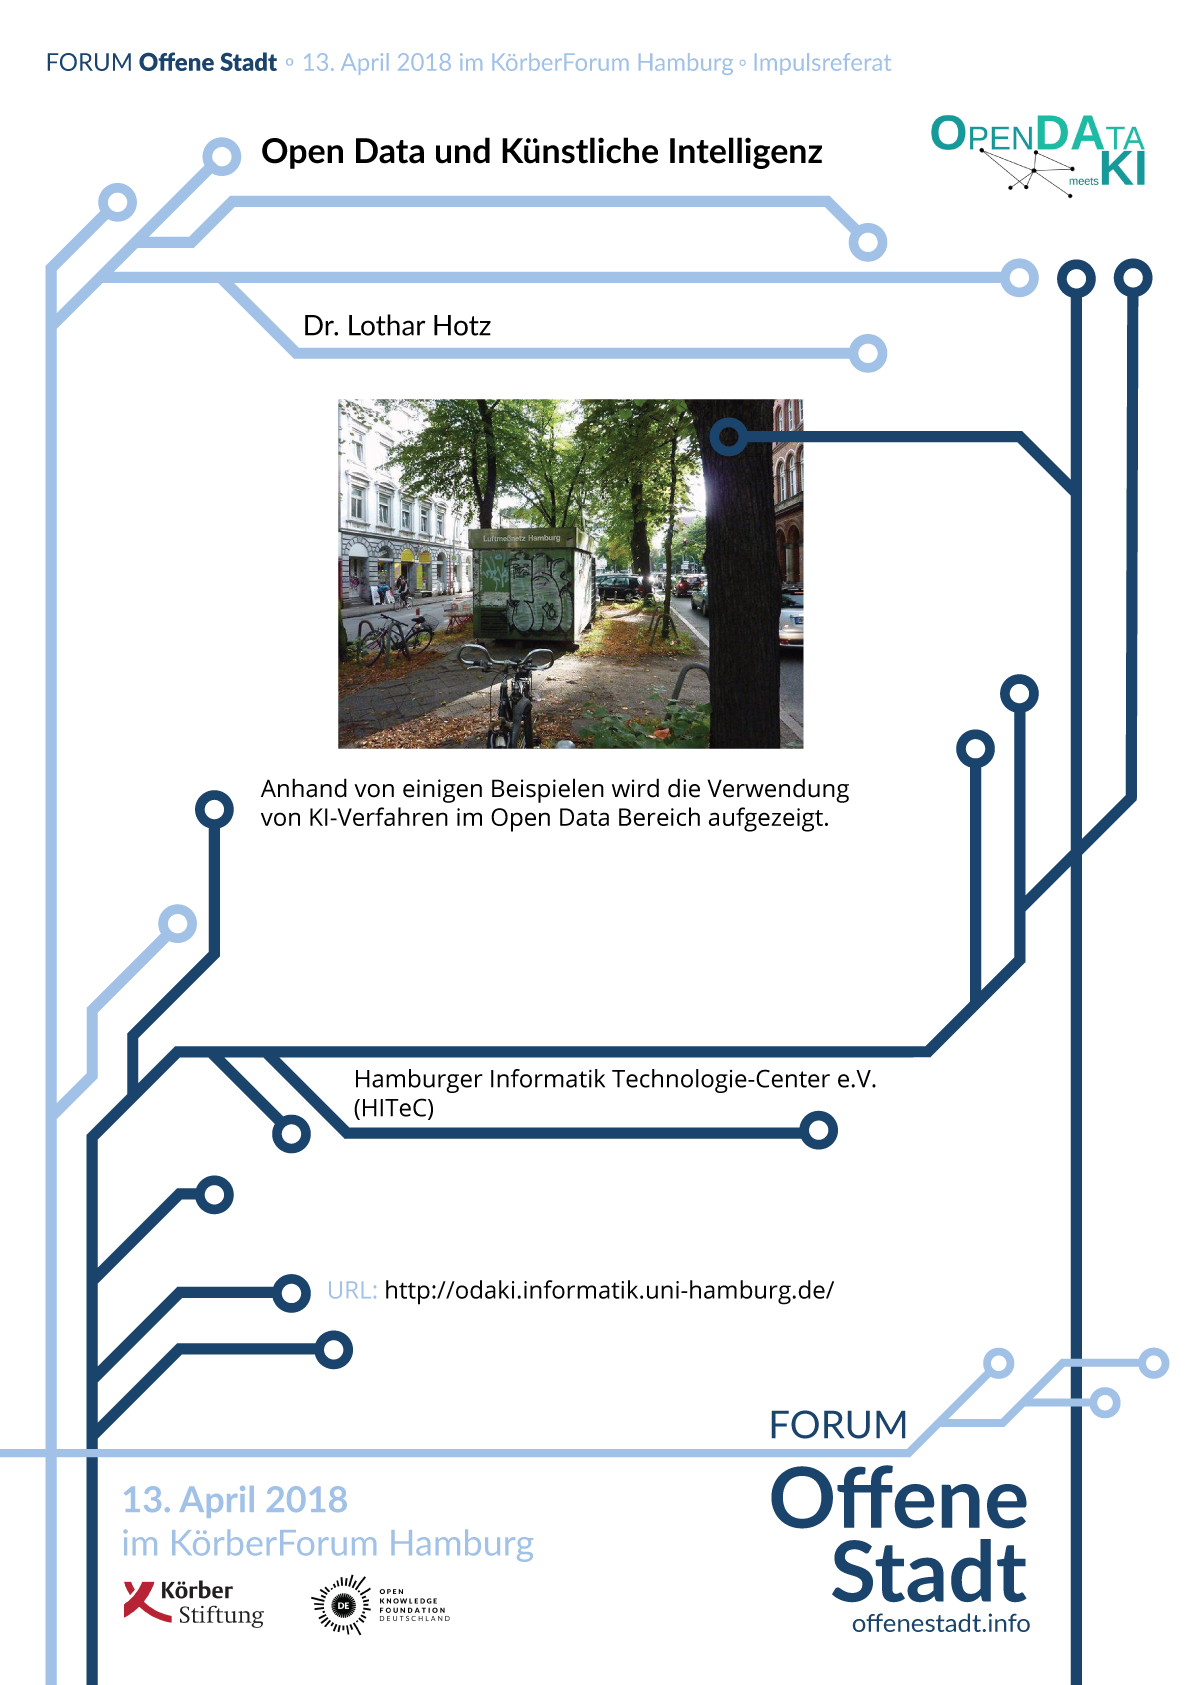 FORUM Offene Stadt ∘ 13. April 2018 im KörberForum Hamburg ∘ Impulsreferat
Open Data und Künstliche Intelligenz
OPENDATA
meets KI
Dr. Lothar Hotz
Luftmeßnetz Hamburg
Anhand von einigen Beispielen wird die Verwendung
von KI-Verfahren im Open Data Bereich aufgezeigt.
Hamburger Informatik Technologie-Center e.V.
(HITeC)
URL: http://odaki.informatik.uni-hamburg.de/
FORUM
Offene
Stadt
offenestadt.info
13. April 2018
im KörberForum Hamburg
Körber
Stiftung
DE
OPEN
KNOWLEDGE
FOUNDATION
DEUTSCHLAND